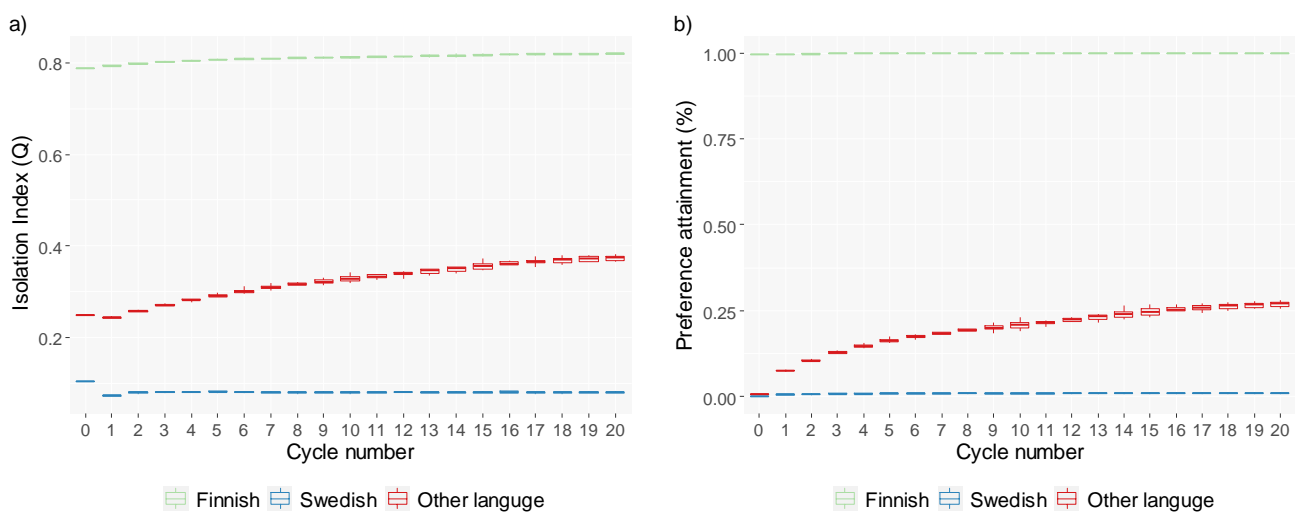 a)
Isolation Index (Q)
0.8
0.6
0.4
0.2
0 1 2 3 4 5 6 7 8 9 10 11 12 13 14 15 16 17 18 19 20
Cycle number
Finnish Swedish Other languge
b)
Preference attainment (%)
1.00
0.75
0.50
0.25
0.00
0 1 2 3 4 5 6 7 8 9 10 11 12 13 14 15 16 17 18 19 20
Cycle number
Finnish Swedish Other languge